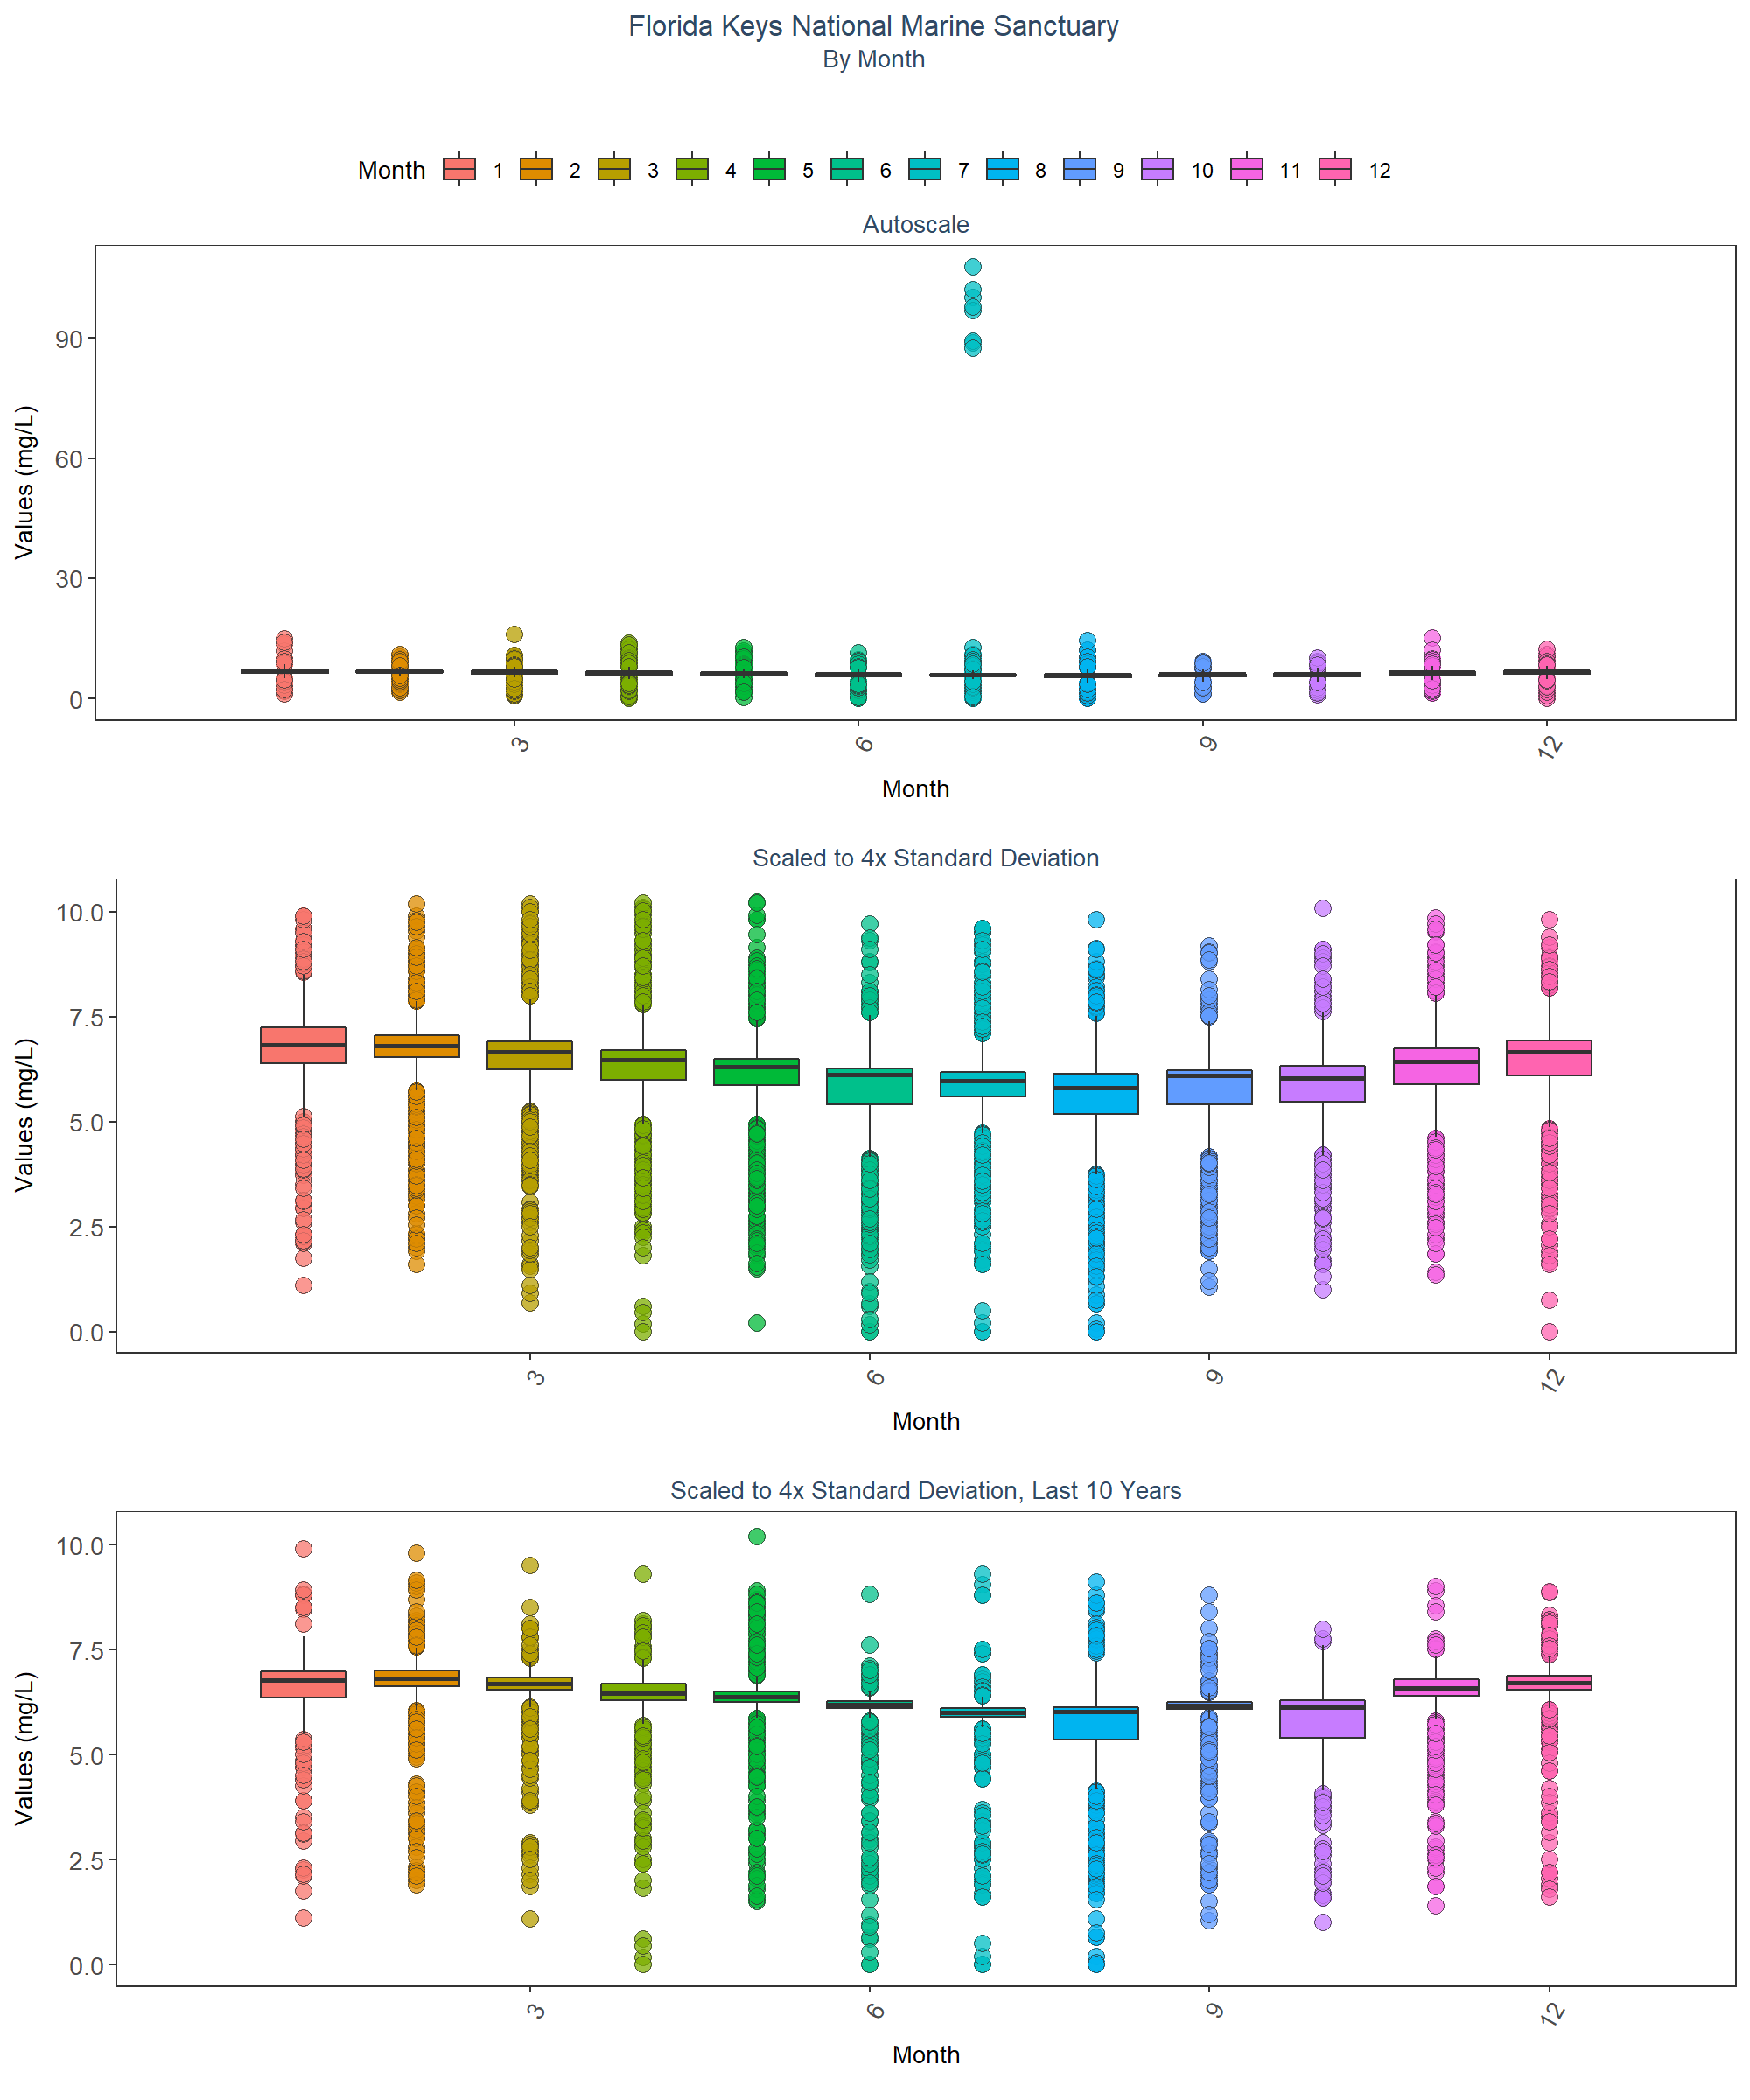 Florida Keys National Marine Sanctuary
By Month
Month 1 2 3 4 5 6 7 8 9 10 11 12
Autoscale
Values (mg/L)
90
60
30
0
3 6 9 12
Month
Scaled to 4x Standard Deviation
Values (mg/L)
10.0
7.5
5.0
2.5
0.0
3 6 9 12
Month
Scaled to 4x Standard Deviation, Last 10 Years
Values (mg/L)
10.0
7.5
5.0
2.5
0.0
3 6 9 12
Month